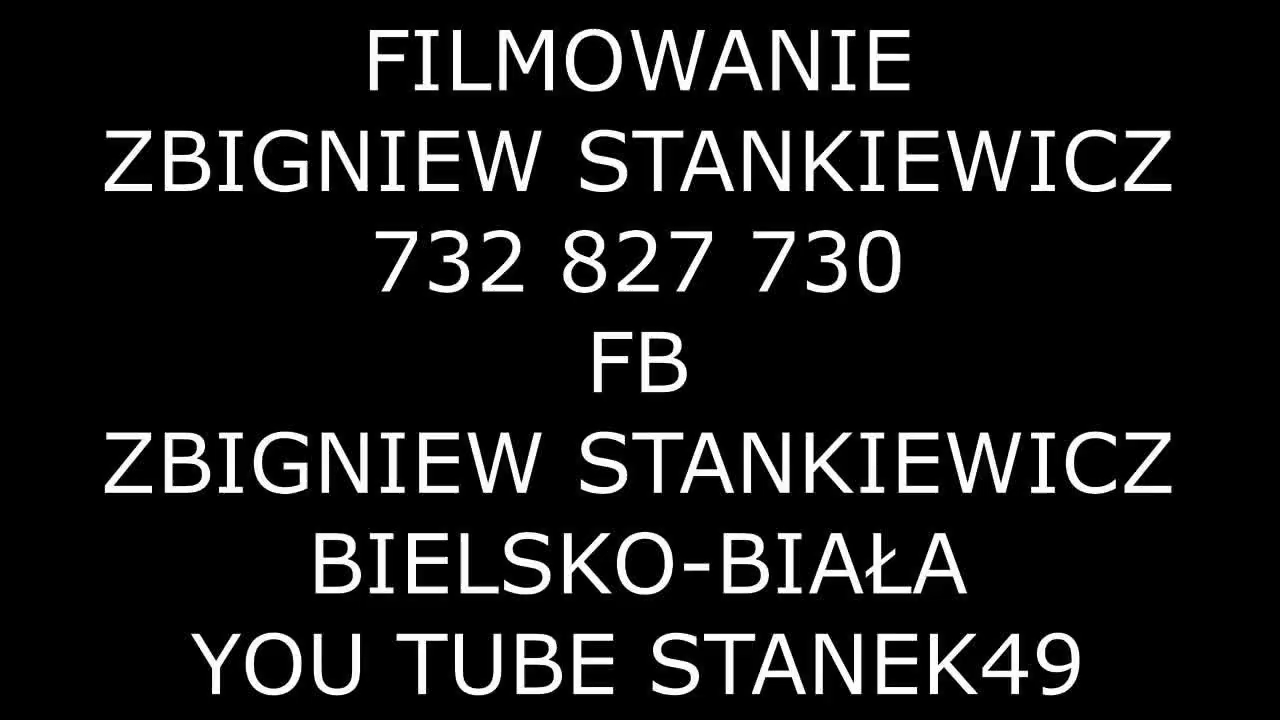 FILMOWANIE
ZBIGNIEW STANKIEWICZ
732 827 730
FB
ZBIGNIEW STANKIEWICZ
BIELSKO-BIAŁA
YOU TUBE STANEK49